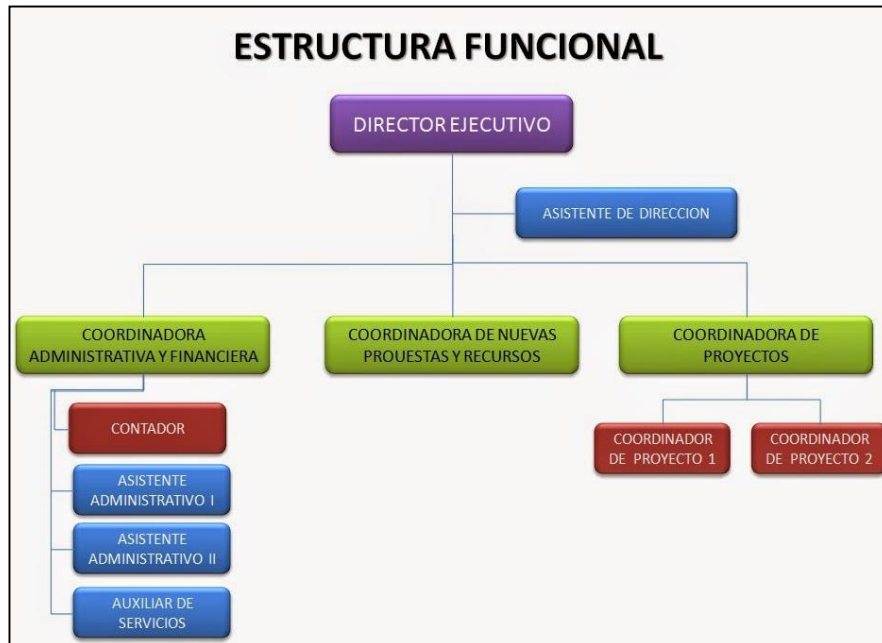 ESTRUCTURA FUNCIONAL
DIRECTOR EJECUTIVO
ASISTENTE DE DIRECCION
COORDINADORA
ADMINISTRATIVA Y FINANCIERA
COORDINADORA DE NUEVAS
PROUESTAS Y RECURSOS
COORDINADORA DE
PROYECTOS
CONTADOR
ASISTENTE
ADMINISTRATIVO I
ASISTENTE
ADMINISTRATIVO II
AUXILIAR DE
SERVICIOS
COORDINADOR
DE PROYECTO 1
COORDINADOR
DE PROYECTO 2